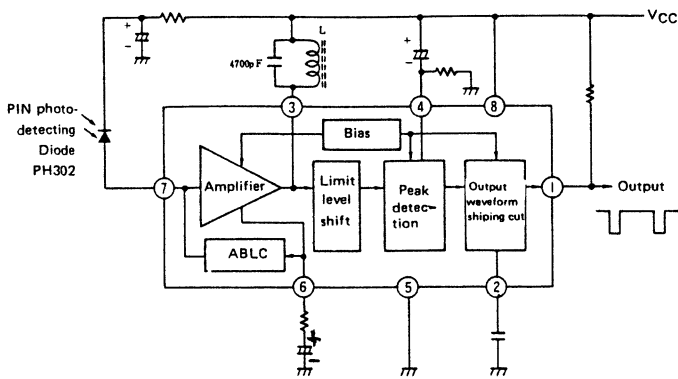 VCC
L
4700pF
+
-
+
-
3
4
8
PIN photo-
detecting
Diode
PH302
Bias
7
Amplifier
Limit
level
shift
Peak
detec-
tion
Output
waveform
shiping cut
1
Output
ABLC
6
5
2
+
-